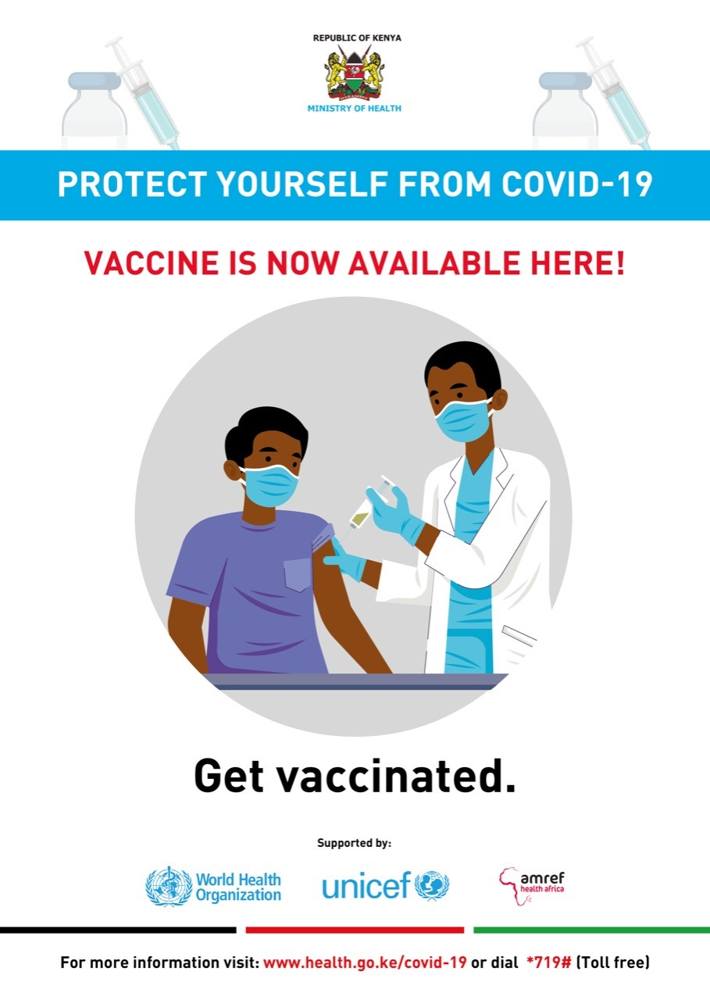 REPUBLIC OF KENYA
MINISTRY OF HEALTH
PROTECT YOURSELF FROM COVID-19
VACCINE IS NOW AVAILABLE HERE!
Get vaccinated.
Supported by:
World Health
Organization
unicef
amref
health africa
For more information visit: www.health.go.ke/covid-19 or dial *719# (Toll free)